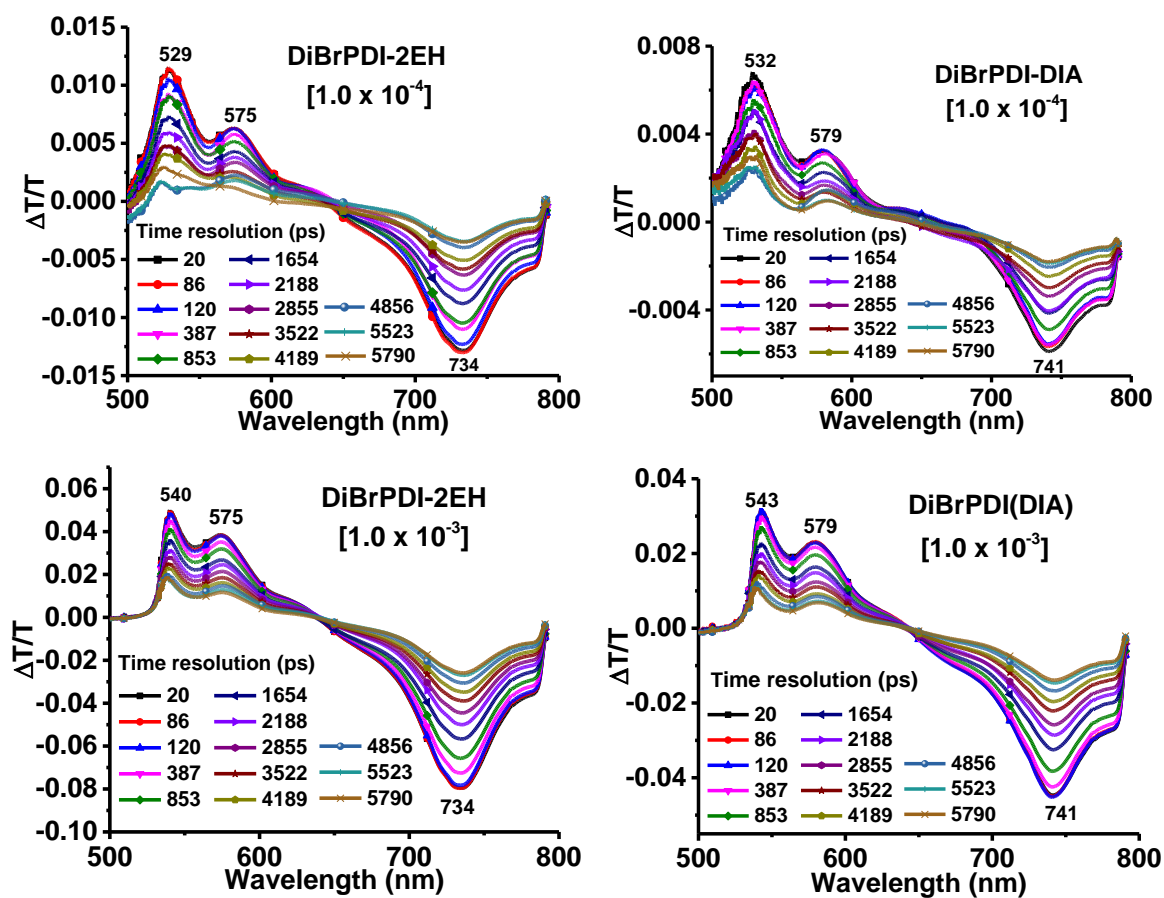 DiBrPDI-2EH
[1.0 x 10⁻⁴]
529
575
734
ΔT/T
0.015
0.010
0.005
0.000
-0.005
-0.010
-0.015
Time resolution (ps)
20 1654
86 2188
120 2855 4856
387 3522 5523
853 4189 5790
500 600 700 800
Wavelength (nm)
DiBrPDI-DIA
[1.0 x 10⁻⁴]
532
579
741
ΔT/T
0.008
0.004
0.000
-0.004
Time resolution (ps)
20 1654
86 2188
120 2855 4856
387 3522 5523
853 4189 5790
500 600 700 800
Wavelength (nm)
DiBrPDI-2EH
[1.0 x 10⁻³]
540
575
734
ΔT/T
0.06
0.04
0.02
0.00
-0.02
-0.04
-0.06
-0.08
-0.10
Time resolution (ps)
20 1654
86 2188
120 2855 4856
387 3522 5523
853 4189 5790
500 600 700 800
Wavelength (nm)
DiBrPDI(DIA)
[1.0 x 10⁻³]
543
579
741
ΔT/T
0.04
0.02
0.00
-0.02
-0.04
Time resolution (ps)
20 1654
86 2188
120 2855 4856
387 3522 5523
853 4189 5790
500 600 700 800
Wavelength (nm)